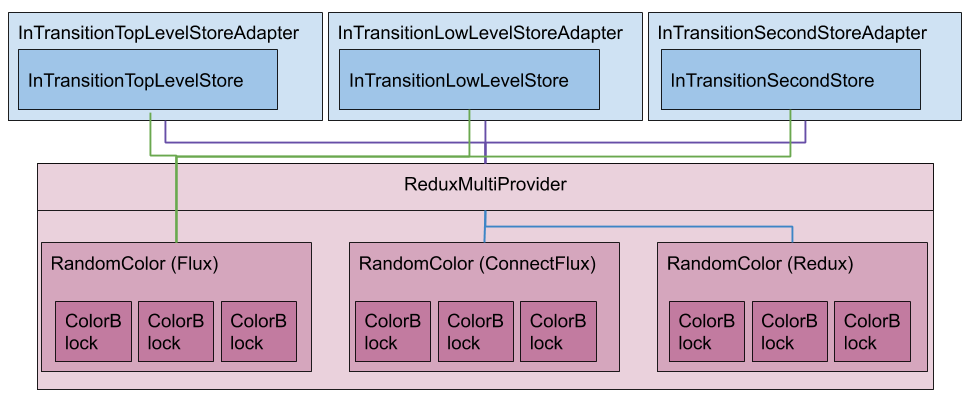 InTransitionTopLevelStoreAdapter
InTransitionLowLevelStoreAdapter
InTransitionSecondStoreAdapter
InTransitionTopLevelStore
InTransitionLowLevelStore
InTransitionSecondStore
ReduxMultiProvider
RandomColor (Flux)
RandomColor (ConnectFlux)
RandomColor (Redux)
ColorB
lock
ColorB
lock
ColorB
lock
ColorB
lock
ColorB
lock
ColorB
lock
ColorB
lock
ColorB
lock
ColorB
lock